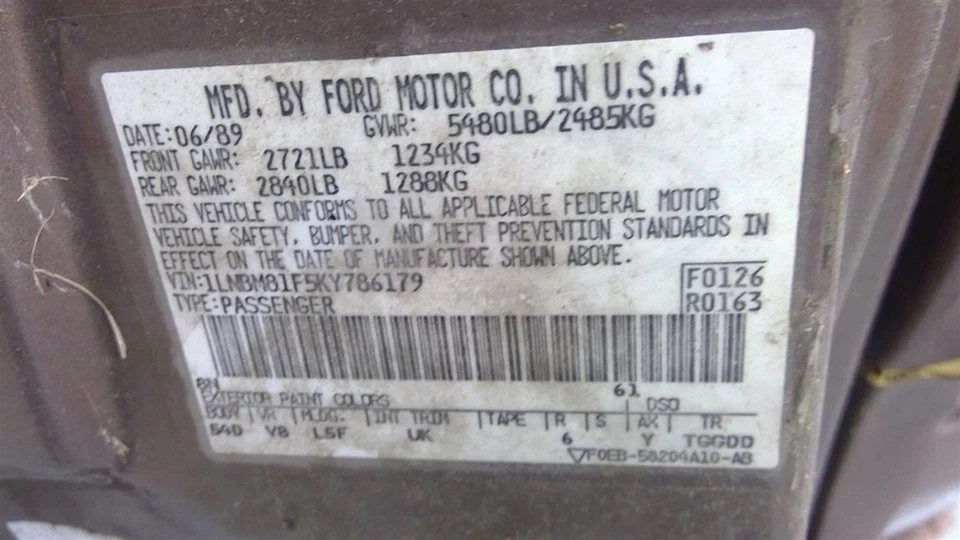 MFD. BY FORD MOTOR CO. IN U.S.A.
DATE: 06/89 GVWR: 5480LB/2485KG
FRONT GAWR: 2721LB 1234KG
REAR GAWR: 2840LB 1288KG
THIS VEHICLE CONFORMS TO ALL APPLICABLE FEDERAL MOTOR
VEHICLE SAFETY, BUMPER, AND THEFT PREVENTION STANDARDS IN
EFFECT ON THE DATE OF MANUFACTURE SHOWN ABOVE.
VIN: 1LNBM81F5KY786179 F0126
TYPE: PASSENGER R0163
8N 61
EXTERIOR PAINT COLORS DSO
BODY VR MLDG. INT TRIM TAPE R S AX TR
54D VB L5F UK 6 Y TGGDD
▽F0EB-58204A10-AB